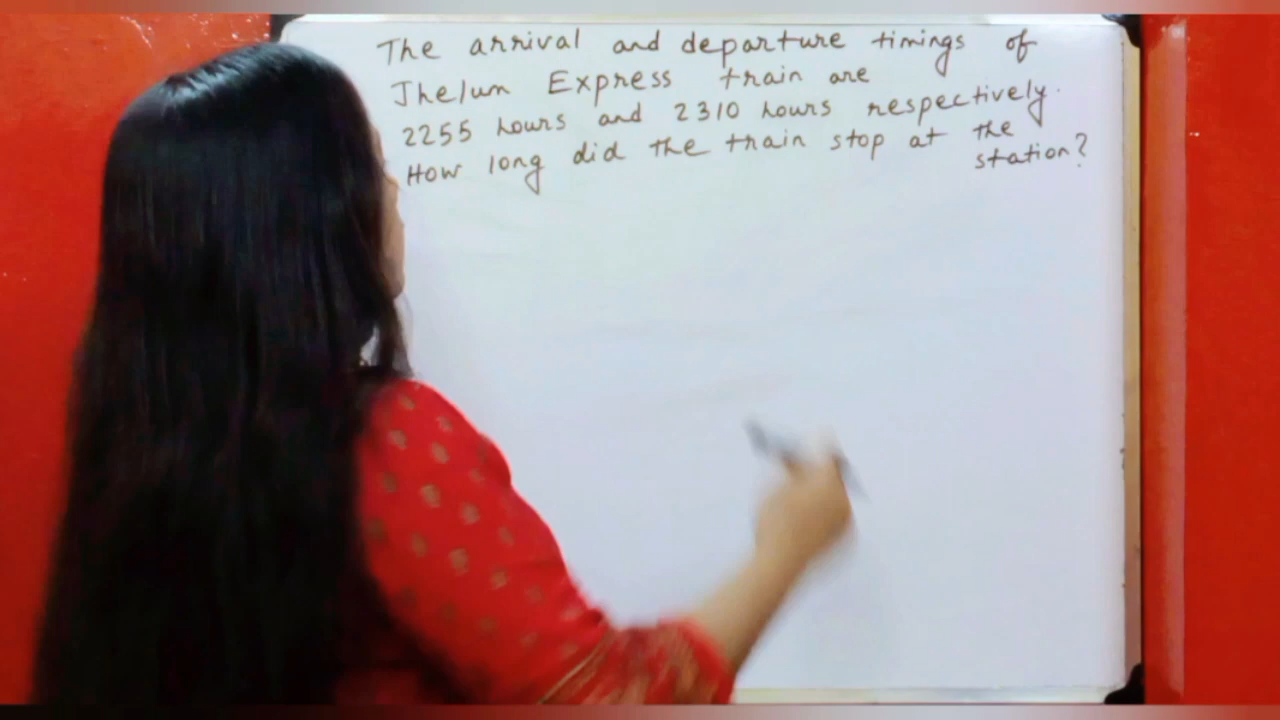 The arrival and departure timings of
Jhelum Express train are
2255 hours and 2310 hours respectively.
How long did the train stop at the
station?